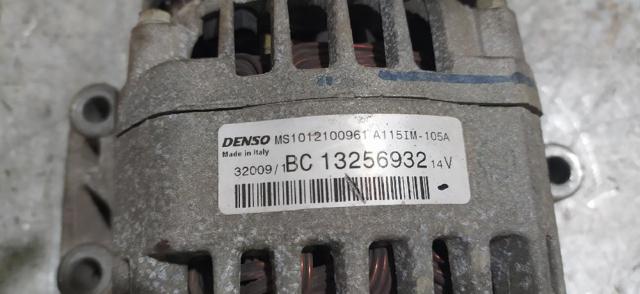 DENSO MS1012100961 A115IM-105A
Made in Italy
32009/1 BC 13256932 14V